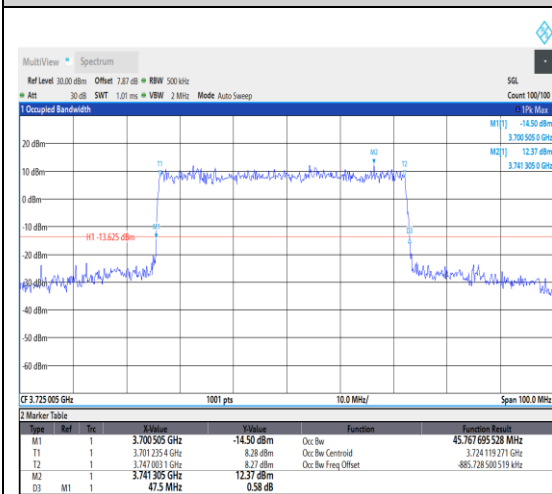 MultiView Spectrum
Ref Level 30.00 dBm Offset 7.87 dB RBW 500 kHz SGL
Att 30 dB SWT 1.01 ms VBW 2 MHz Mode Auto Sweep Count 100/100
1 Occupied Bandwidth 1Pk Max
M1[1] -14.50 dBm
3.700 505 0 GHz
M2[1] 12.37 dBm
3.741 305 0 GHz
20 dBm
M2
T1 T2
10 dBm
0 dBm
-10 dBm
M1 D3
H1 -13.625 dBm
-20 dBm
-30 dBm
-40 dBm
-50 dBm
-60 dBm
CF 3.725 005 GHz 1001 pts 10.0 MHz/ Span 100.0 MHz
2 Marker Table
Type Ref Trc X-Value Y-Value Function Function Result
M1 1 3.700 505 GHz -14.50 dBm Occ Bw 45.767 695 528 MHz
T1 1 3.701 235 4 GHz 8.28 dBm Occ Bw Centroid 3.724 119 271 GHz
T2 1 3.747 003 1 GHz 8.27 dBm Occ Bw Freq Offset -885.728 500 519 kHz
M2 1 3.741 305 GHz 12.37 dBm
D3 M1 1 47.5 MHz 0.58 dB